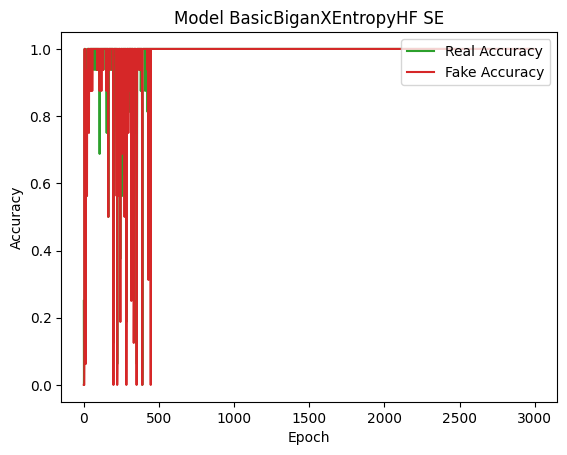 Model BasicBiganXEntropyHF SE
Real Accuracy
Fake Accuracy
Accuracy
1.0
0.8
0.6
0.4
0.2
0.0
0 500 1000 1500 2000 2500 3000
Epoch